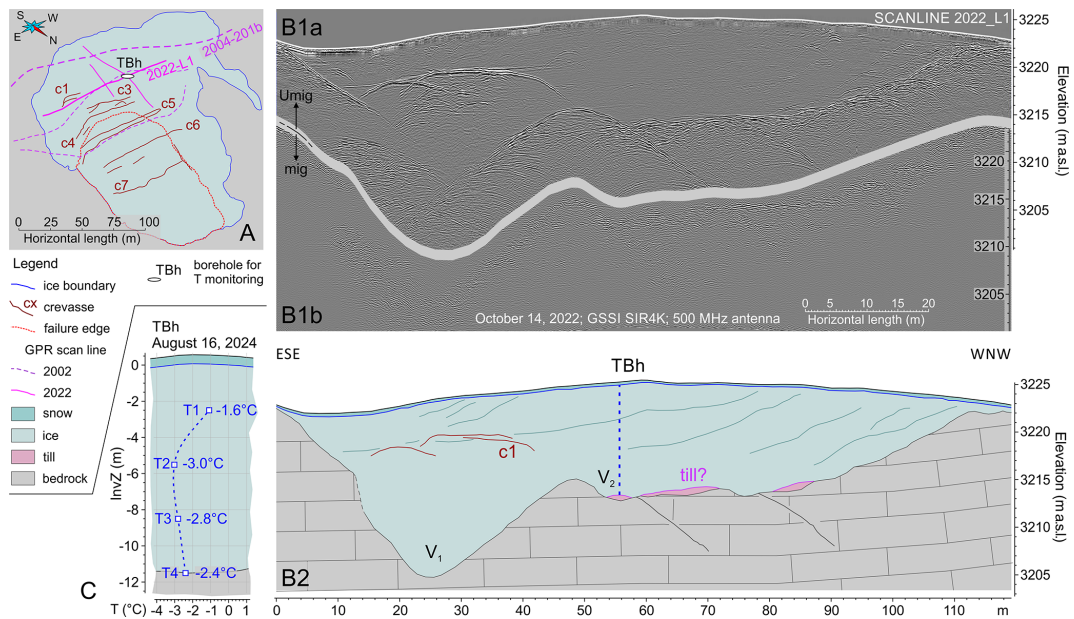 S
W
E
N
2004-201b
TBh
2022-L1
c1
c3
c5
c4
c6
c7
0 25 50 75 100
Horizontal length (m)
A
Legend
ice boundary
cx crevasse
failure edge
GPR scan line
2002
2022
snow
ice
till
bedrock
TBh
borehole for
T monitoring
TBh
August 16, 2024
InvZ (m)
0
-2
-4
-6
-8
-10
-12
T1 -1.6°C
T2 -3.0°C
T3 -2.8°C
T4 -2.4°C
C
T (°C) -4 -3 -2 -1 0 1
B1a
SCANLINE 2022_L1
Umig
mig
3225
3220
3215
3210
3205
Elevation (m a.s.l.)
3220
3215
3210
3205
B1b
October 14, 2022; GSSI SIR4K; 500 MHz antenna
0 5 10 15 20
Horizontal length (m)
ESE
WNW
TBh
c1
V1
V2
till?
3225
3220
3215
3210
3205
Elevation (m a.s.l.)
B2
0 10 20 30 40 50 60 70 80 90 100 110 m